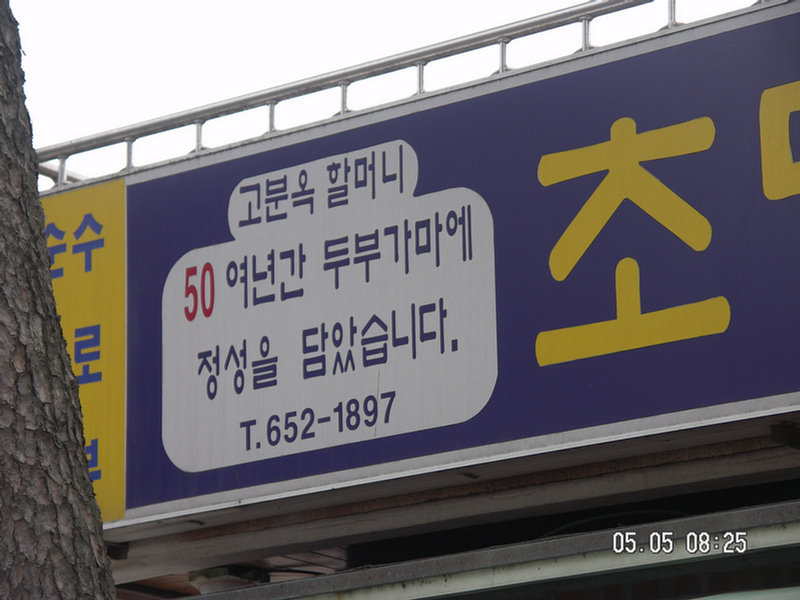 고분옥 할머니
50 여년간 두부가마에
정성을 담았습니다.
T.652-1897
초
순수
로
05.05 08:25